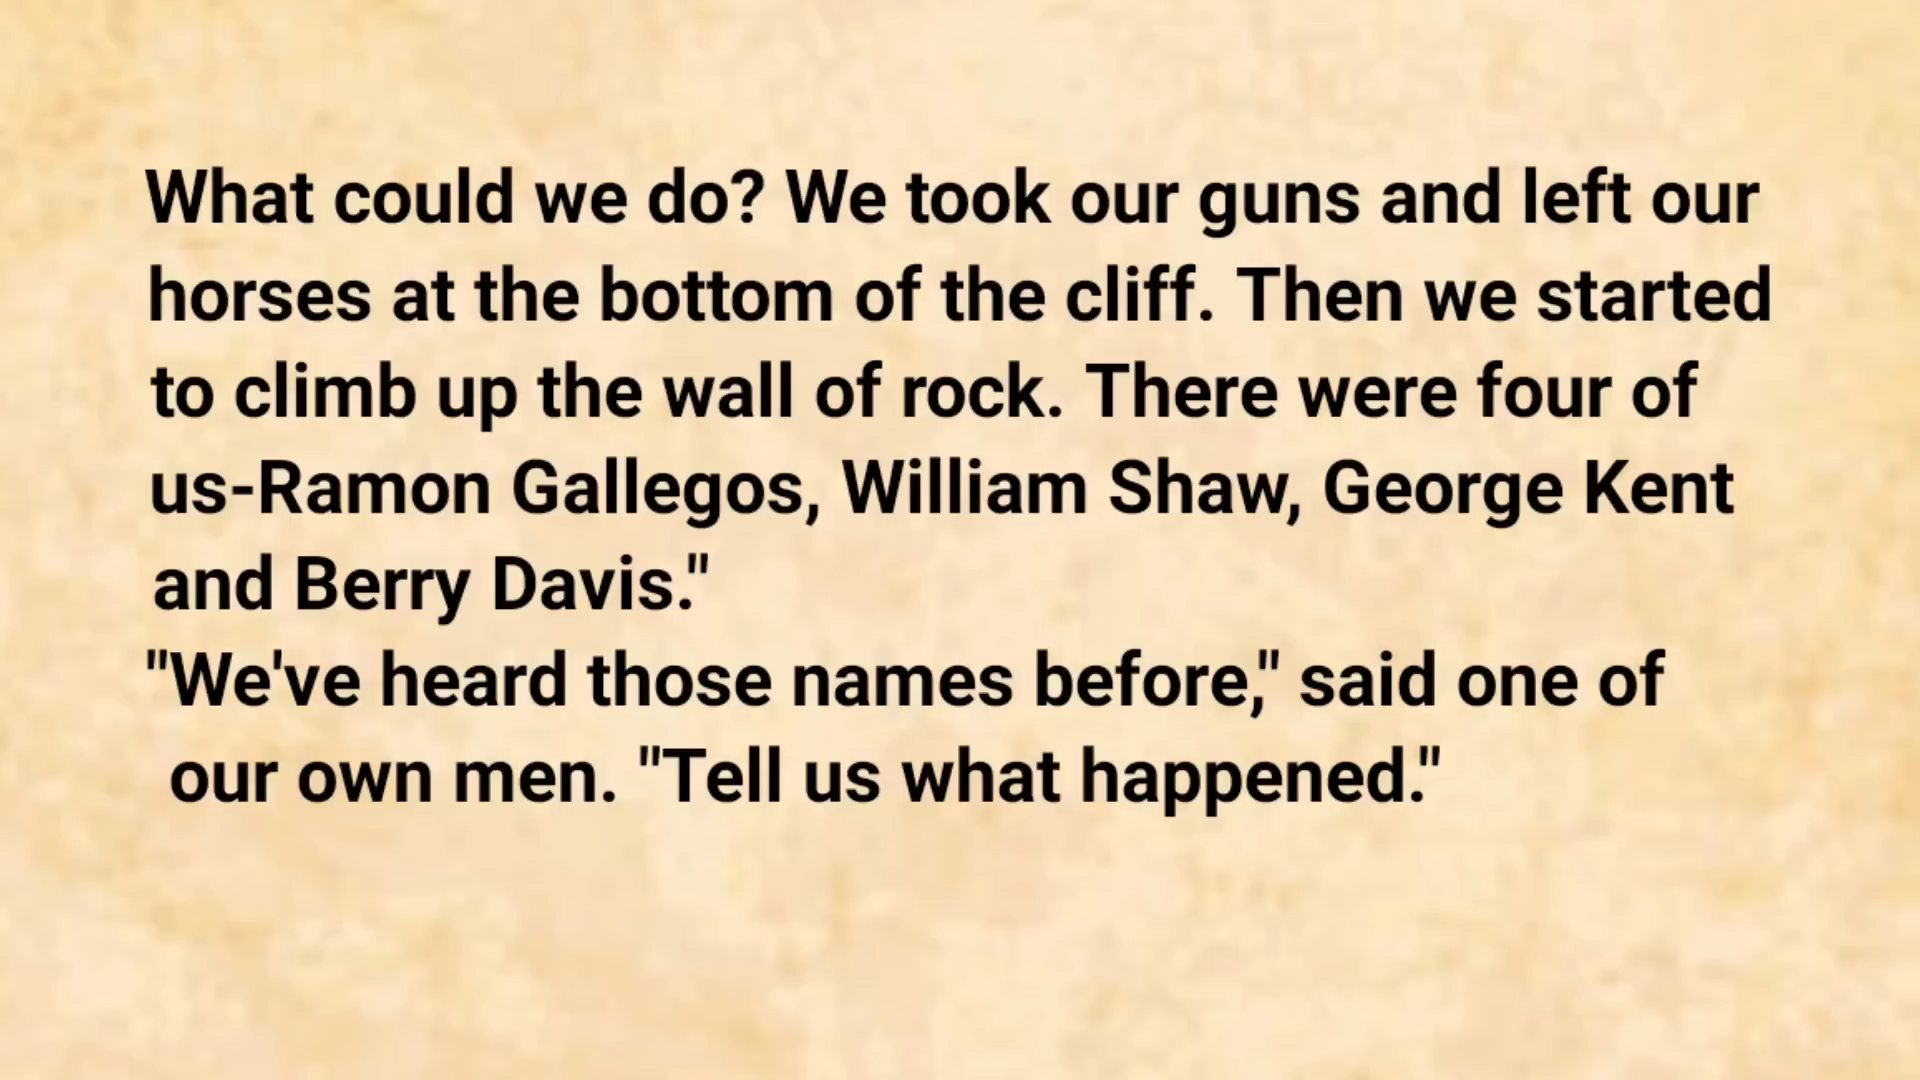 What could we do? We took our guns and left our
horses at the bottom of the cliff. Then we started
to climb up the wall of rock. There were four of
us-Ramon Gallegos, William Shaw, George Kent
and Berry Davis."
"We've heard those names before," said one of
our own men. "Tell us what happened."